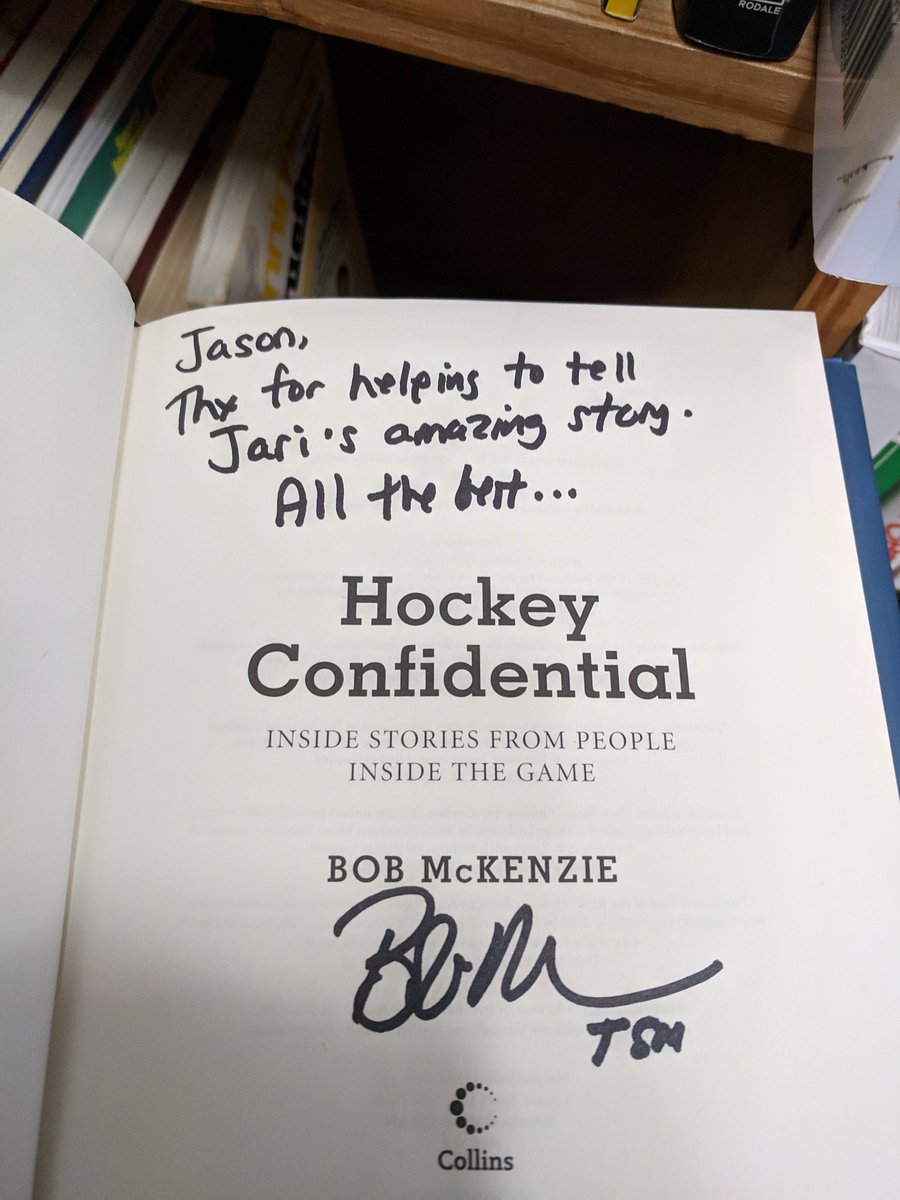 RODALE
Jason,
Thx for helping to tell
Jari's amazing story.
All the best...
Hockey
Confidential
INSIDE STORIES FROM PEOPLE
INSIDE THE GAME
BOB McKENZIE
TSN
Collins